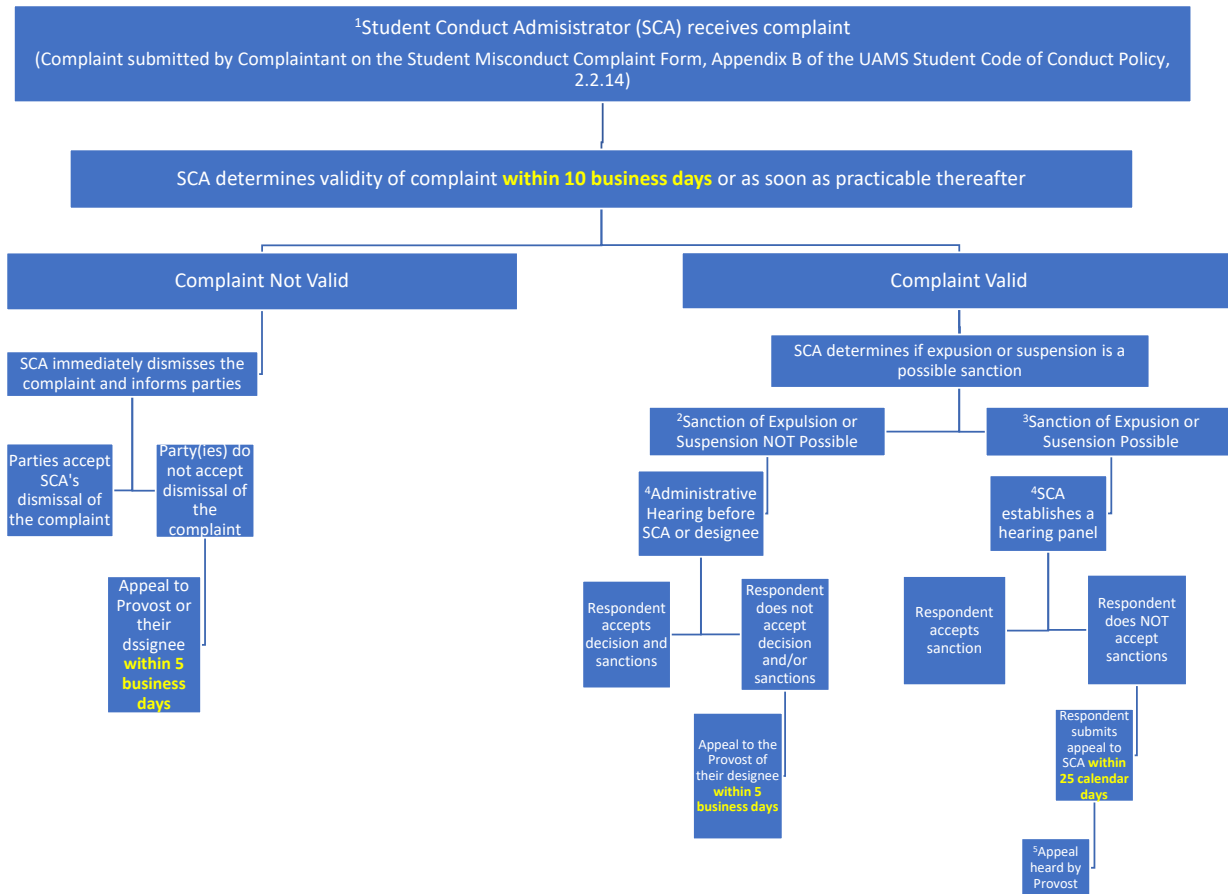 ¹Student Conduct Admisistrator (SCA) receives complaint
(Complaint submitted by Complaintant on the Student Misconduct Complaint Form, Appendix B of the UAMS Student Code of Conduct Policy,
2.2.14)
SCA determines validity of complaint within 10 business days or as soon as practicable thereafter
Complaint Not Valid
Complaint Valid
SCA immediately dismisses the
complaint and informs parties
SCA determines if expusion or suspension is a
possible sanction
²Sanction of Expulsion or
Suspension NOT Possible
³Sanction of Expusion or
Susension Possible
Parties accept
SCA's
dismissal of
the complaint
Party(ies) do
not accept
dismissal of
the
complaint
⁴Administrative
Hearing before
SCA or designee
⁴SCA
establishes a
hearing panel
Appeal to
Provost or
their
dssignee
within 5
business
days
Respondent
accepts
decision and
sanctions
Respondent
does not
accept
decision
and/or
sanctions
Respondent
accepts
sanction
Respondent
does NOT
accept
sanctions
Appeal to the
Provost of
their designee
within 5
business days
Respondent
submits
appeal to
SCA within
25 calendar
days
⁵Appeal
heard by
Provost